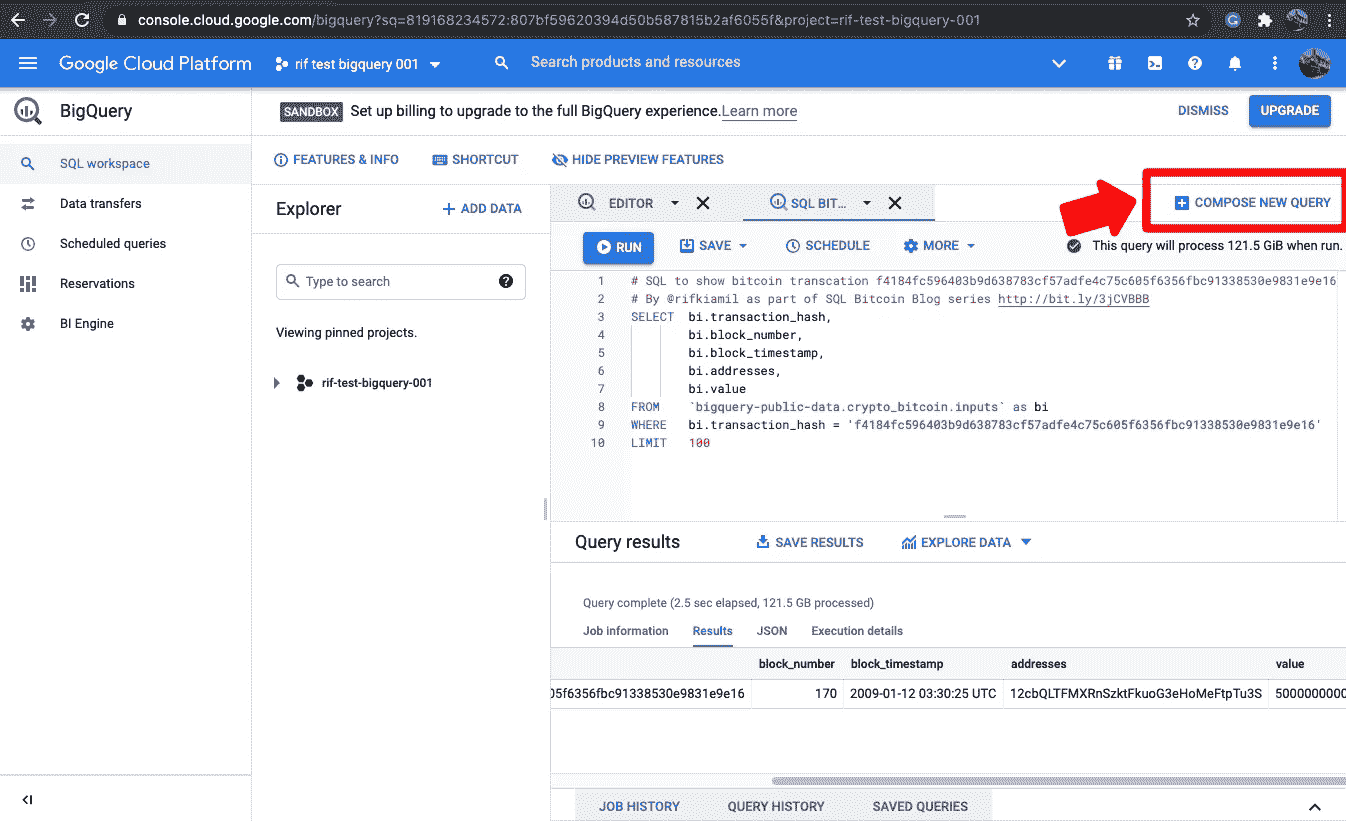 console.cloud.google.com/bigquery?sq=819168234572:807bf59620394d50b587815b2af6055f&project=rif-test-bigquery-001
Google Cloud Platform
rif test bigquery 001
Search products and resources
BigQuery
SANDBOX Set up billing to upgrade to the full BigQuery experience. Learn more
DISMISS
UPGRADE
SQL workspace
Data transfers
Scheduled queries
Reservations
BI Engine
FEATURES & INFO
SHORTCUT
HIDE PREVIEW FEATURES
Explorer
ADD DATA
Type to search
Viewing pinned projects.
rif-test-bigquery-001
EDITOR
SQL BIT...
COMPOSE NEW QUERY
RUN
SAVE
SCHEDULE
MORE
This query will process 121.5 GiB when run.
1 # SQL to show bitcoin transcation f4184fc596403b9d638783cf57adfe4c75c605f6356fbc91338530e9831e9e16
2 # By @rifkiamil as part of SQL Bitcoin Blog series http://bit.ly/3jCVBBB
3 SELECT bi.transaction_hash,
4 bi.block_number,
5 bi.block_timestamp,
6 bi.addresses,
7 bi.value
8 FROM `bigquery-public-data.crypto_bitcoin.inputs` as bi
9 WHERE bi.transaction_hash = 'f4184fc596403b9d638783cf57adfe4c75c605f6356fbc91338530e9831e9e16'
10 LIMIT 100
Query results
SAVE RESULTS
EXPLORE DATA
Query complete (2.5 sec elapsed, 121.5 GB processed)
Job information
Results
JSON
Execution details
block_number block_timestamp addresses value
05f6356fbc91338530e9831e9e16 170 2009-01-12 03:30:25 UTC 12cbQLTFMXRnSzktFkuoG3eHoMeFtpTu3S 5000000000
JOB HISTORY
QUERY HISTORY
SAVED QUERIES